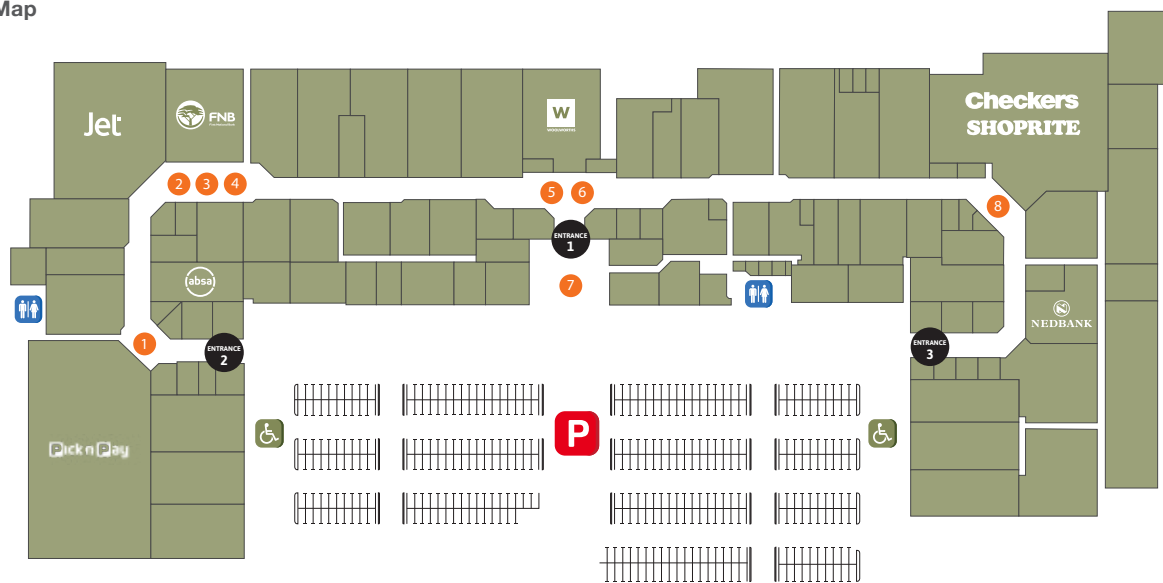 Map
Jet
FNB
W
WOOLWORTHS
Checkers
SHOPRITE
2
3
4
5
6
8
ENTRANCE
1
absa
7
NEDBANK
1
ENTRANCE
2
ENTRANCE
3
P
Pick n Pay